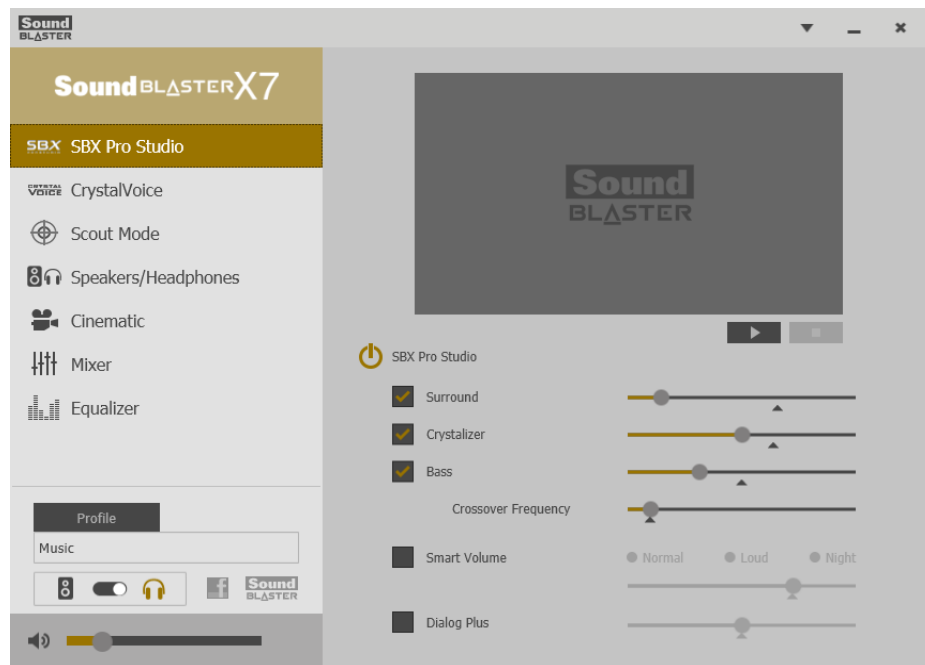 Sound
BLASTER
Sound BLASTER X7
SBX SBX Pro Studio
CRYSTAL VOICE CrystalVoice
Scout Mode
Speakers/Headphones
Cinematic
Mixer
Equalizer
Profile
Music
f Sound
BLASTER
Sound
BLASTER
SBX Pro Studio
Surround
Crystalizer
Bass
Crossover Frequency
Smart Volume
Normal Loud Night
Dialog Plus